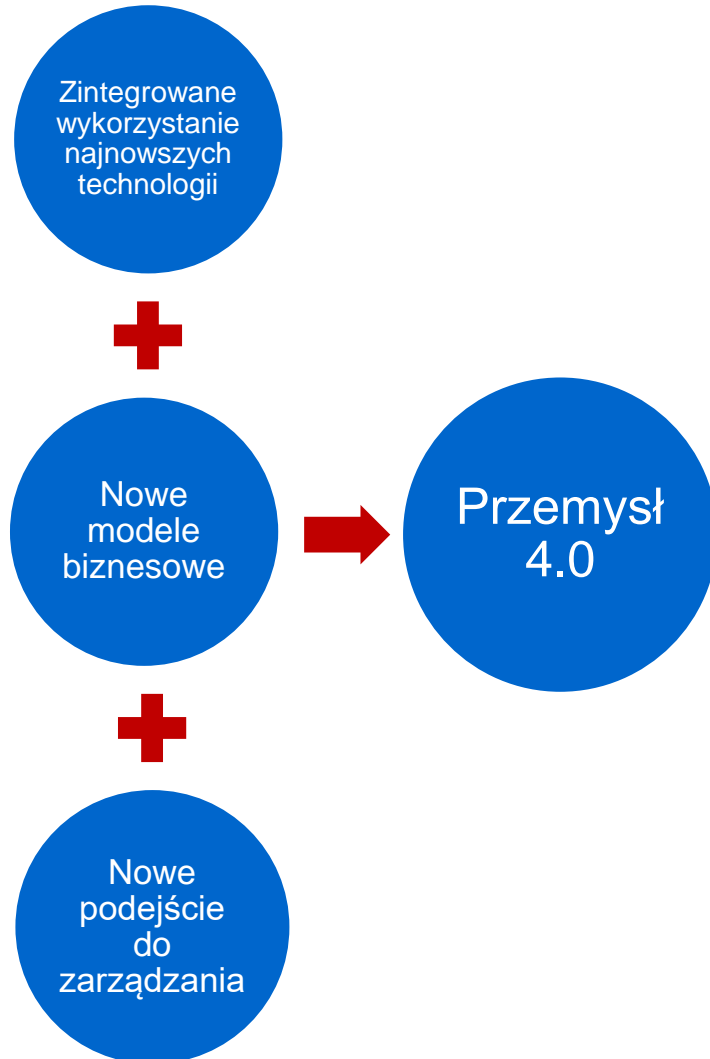 Zintegrowane
wykorzystanie
najnowszych
technologii
Nowe
modele
biznesowe
Przemysł
4.0
Nowe
podejście
do
zarządzania